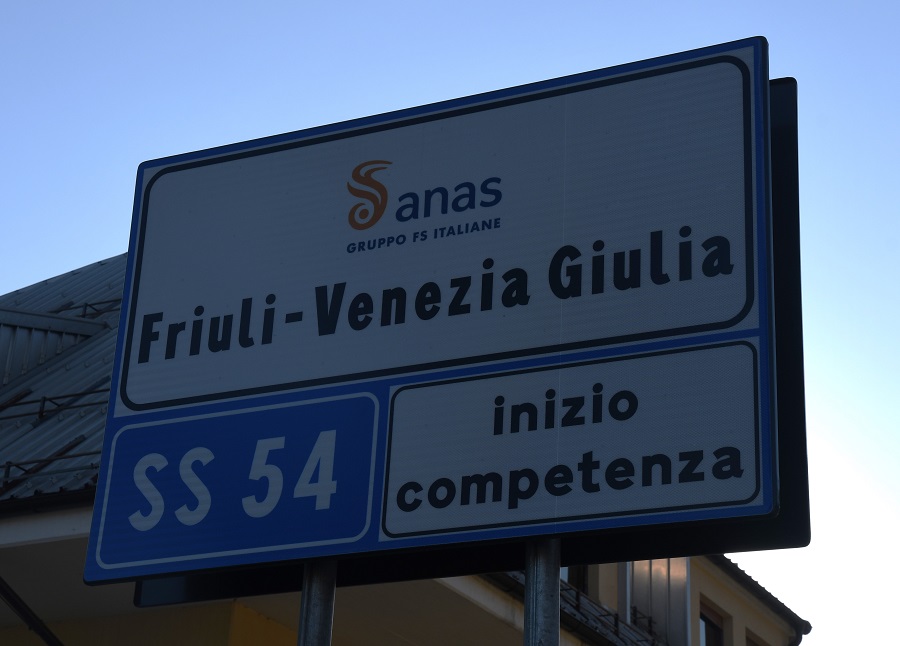 anas
GRUPPO FS ITALIANE
Friuli-Venezia Giulia
SS 54
inizio
competenza